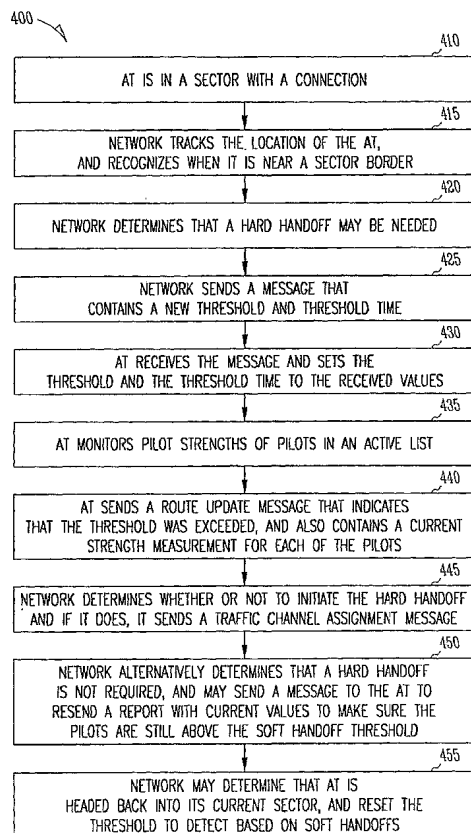 400
410
AT IS IN A SECTOR WITH A CONNECTION
415
NETWORK TRACKS THE LOCATION OF THE AT,
AND RECOGNIZES WHEN IT IS NEAR A SECTOR BORDER
420
NETWORK DETERMINES THAT A HARD HANDOFF MAY BE NEEDED
425
NETWORK SENDS A MESSAGE THAT
CONTAINS A NEW THRESHOLD AND THRESHOLD TIME
430
AT RECEIVES THE MESSAGE AND SETS THE
THRESHOLD AND THE THRESHOLD TIME TO THE RECEIVED VALUES
435
AT MONITORS PILOT STRENGTHS OF PILOTS IN AN ACTIVE LIST
440
AT SENDS A ROUTE UPDATE MESSAGE THAT INDICATES
THAT THE THRESHOLD WAS EXCEEDED, AND ALSO CONTAINS A CURRENT
STRENGTH MEASUREMENT FOR EACH OF THE PILOTS
445
NETWORK DETERMINES WHETHER OR NOT TO INITIATE THE HARD HANDOFF
AND IF IT DOES, IT SENDS A TRAFFIC CHANNEL ASSIGNMENT MESSAGE
450
NETWORK ALTERNATIVELY DETERMINES THAT A HARD HANDOFF
IS NOT REQUIRED, AND MAY SEND A MESSAGE TO THE AT TO
RESEND A REPORT WITH CURRENT VALUES TO MAKE SURE THE
PILOTS ARE STILL ABOVE THE SOFT HANDOFF THRESHOLD
455
NETWORK MAY DETERMINE THAT AT IS
HEADED BACK INTO ITS CURRENT SECTOR, AND RESET THE
THRESHOLD TO DETECT BASED ON SOFT HANDOFFS